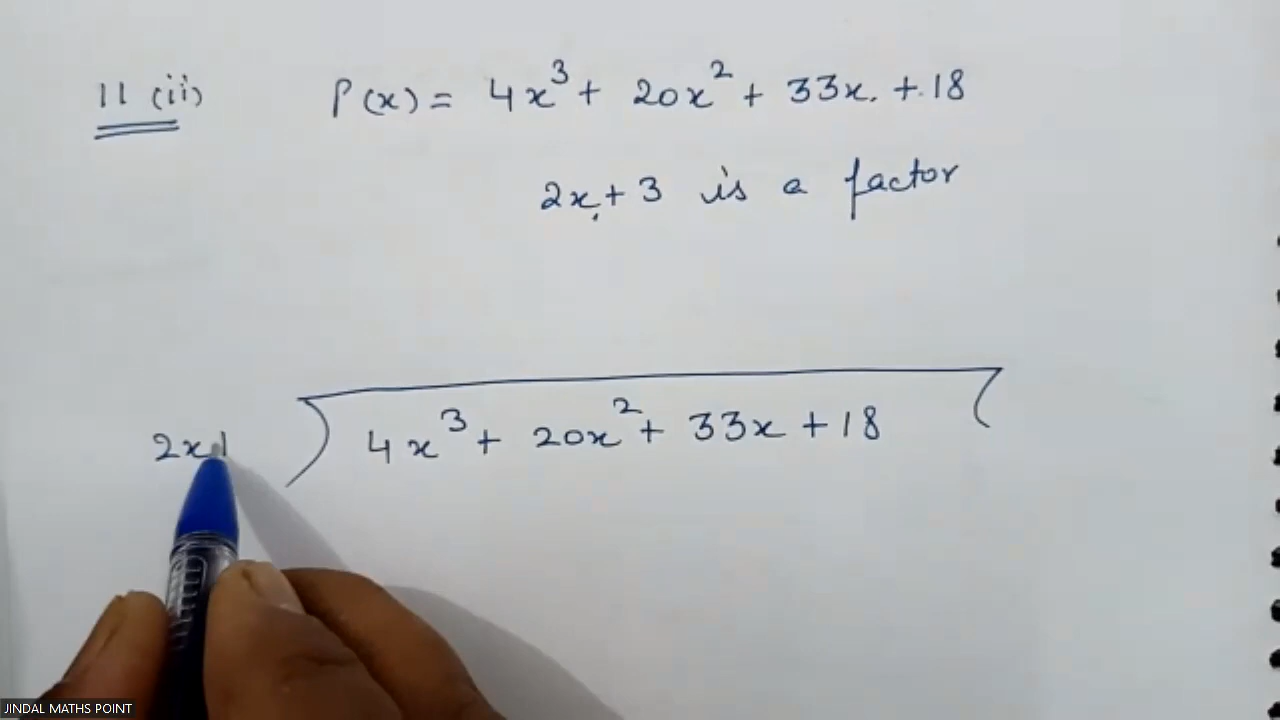 11 (ii) P(x) = 4x³ + 20x² + 33x + 18
2x + 3 is a factor
2x | 4x³ + 20x² + 33x + 18
JINDAL MATHS POINT